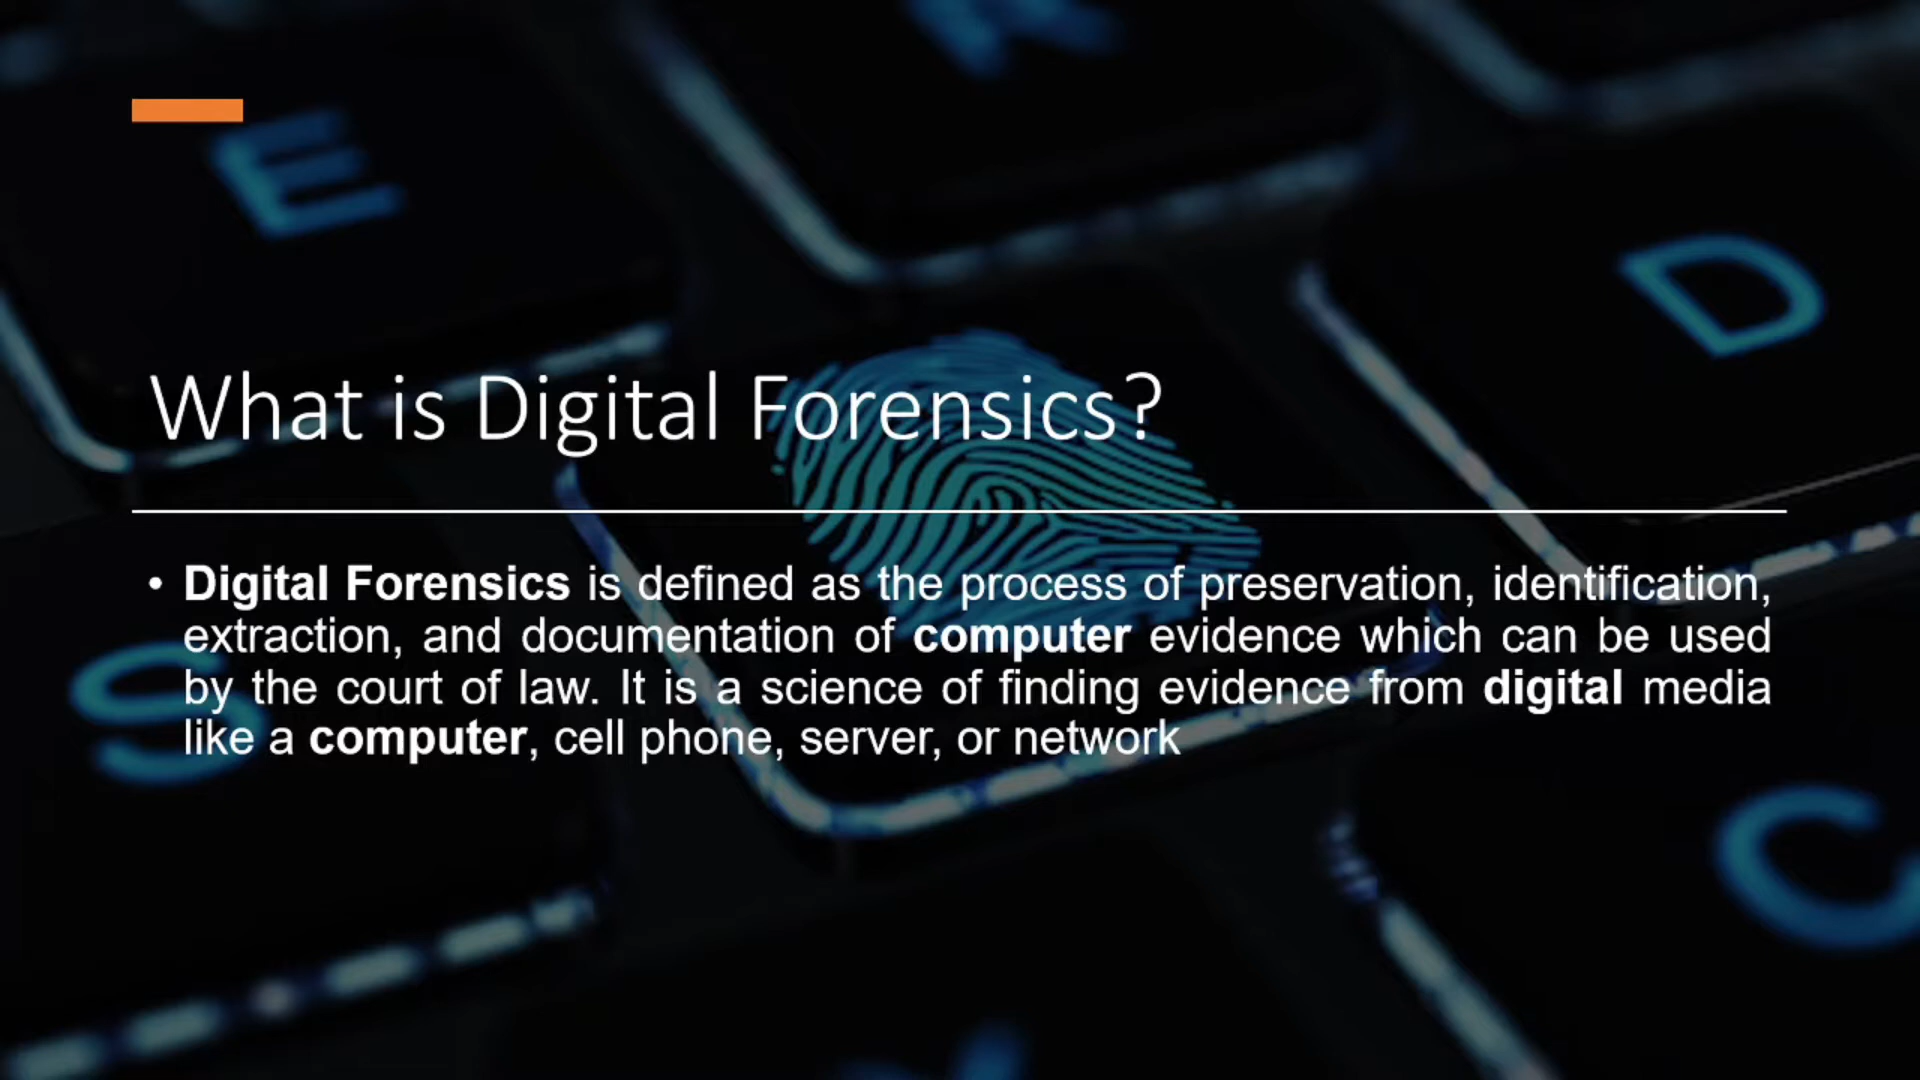 E
D
What is Digital Forensics?
• Digital Forensics is defined as the process of preservation, identification,
extraction, and documentation of computer evidence which can be used
by the court of law. It is a science of finding evidence from digital media
like a computer, cell phone, server, or network
S
C